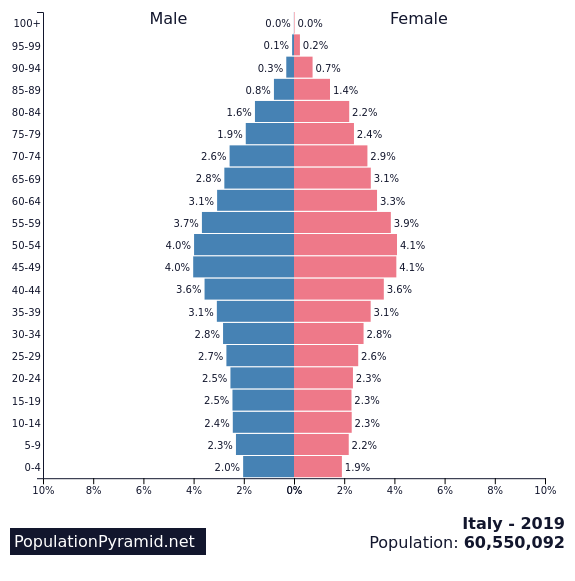 Male Female
100+ 0.0% 0.0%
95-99 0.1% 0.2%
90-94 0.3% 0.7%
85-89 0.8% 1.4%
80-84 1.6% 2.2%
75-79 1.9% 2.4%
70-74 2.6% 2.9%
65-69 2.8% 3.1%
60-64 3.1% 3.3%
55-59 3.7% 3.9%
50-54 4.0% 4.1%
45-49 4.0% 4.1%
40-44 3.6% 3.6%
35-39 3.1% 3.1%
30-34 2.8% 2.8%
25-29 2.7% 2.6%
20-24 2.5% 2.3%
15-19 2.5% 2.3%
10-14 2.4% 2.3%
5-9 2.3% 2.2%
0-4 2.0% 1.9%
10% 8% 6% 4% 2% 0% 2% 4% 6% 8% 10%
Italy - 2019
PopulationPyramid.net Population: 60,550,092